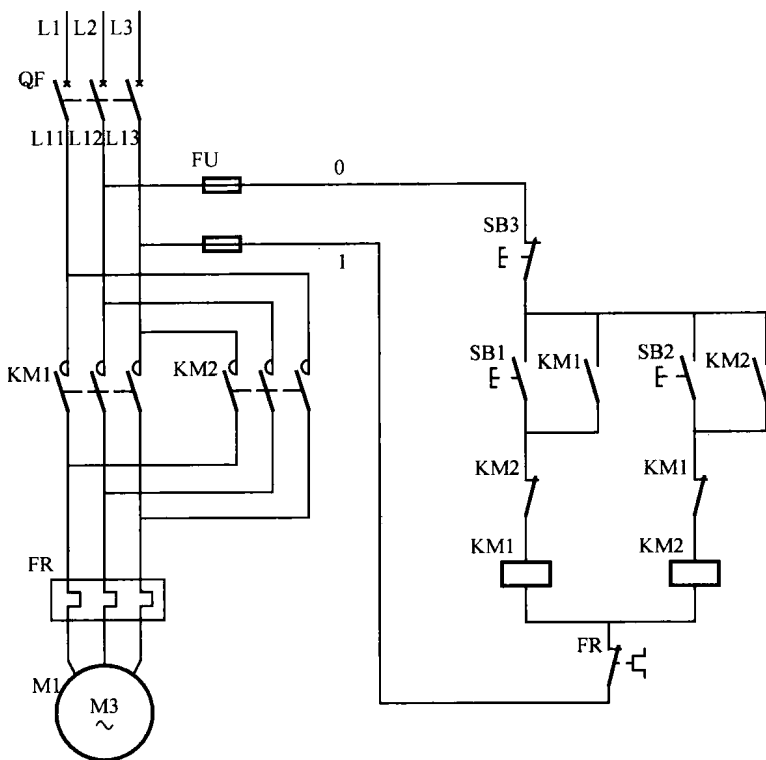 L1 L2 L3
QF
L11 L12 L13
FU
0
1
SB3
KM1
KM2
SB1
KM1
SB2
KM2
KM2
KM1
KM1
KM2
FR
FR
M1
M3
~